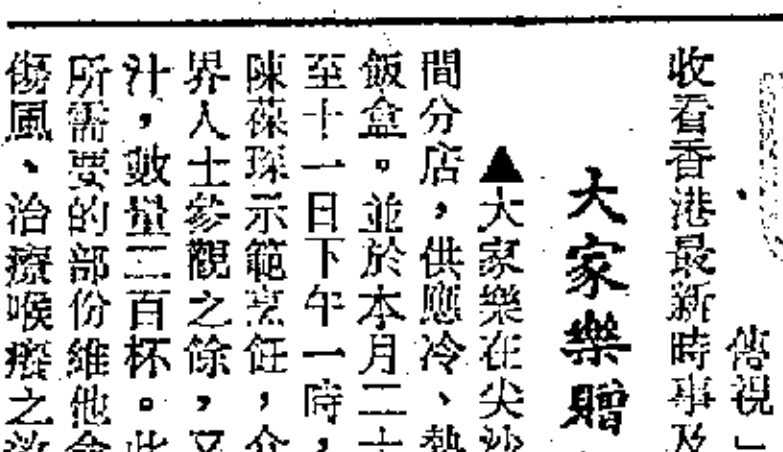 傳視」
收看香港最新時事及
大家樂贈
▲大家樂在尖沙
間分店，供應冷、熱
飯盒。並於本月二十
至十一日下午一時，
陳葆琛示範烹飪，介
界人士參觀之餘，又
汁，數量二百杯。此
所需要的部份維他命
傷風、治療喉癢之效